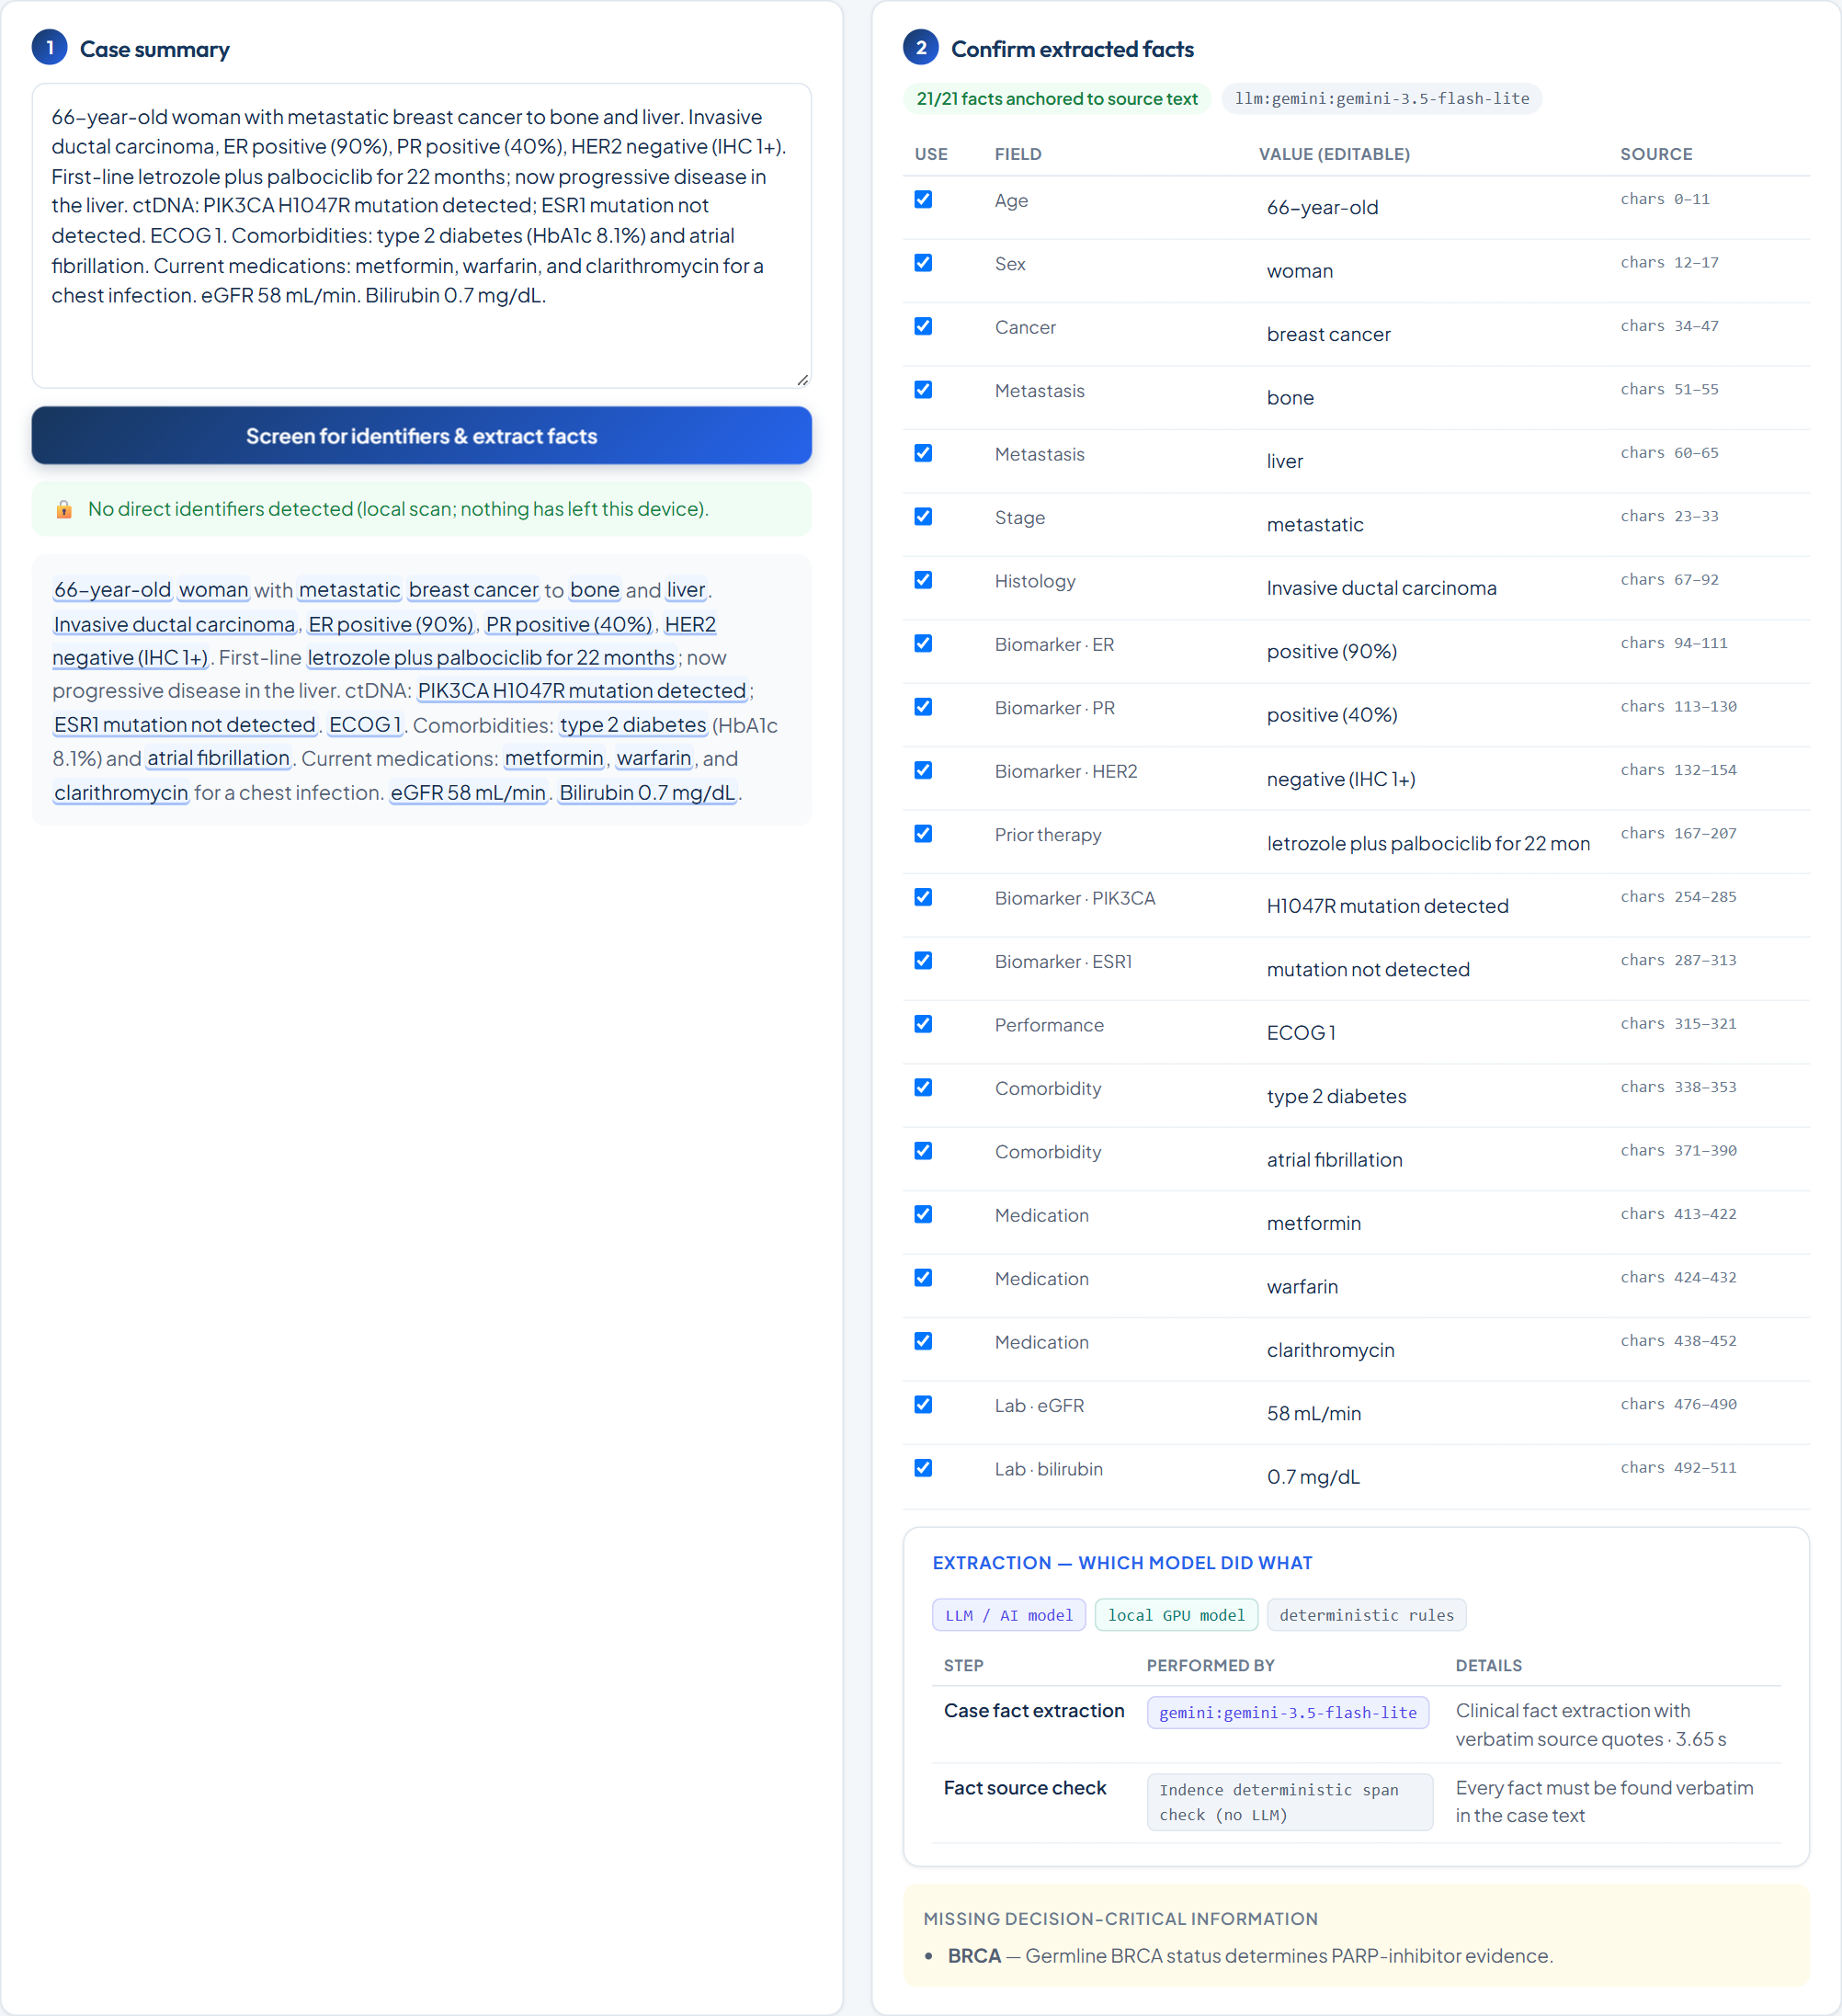 1 Case summary
66-year-old woman with metastatic breast cancer to bone and liver. Invasive
ductal carcinoma, ER positive (90%), PR positive (40%), HER2 negative (IHC 1+).
First-line letrozole plus palbociclib for 22 months; now progressive disease in
the liver. ctDNA: PIK3CA H1047R mutation detected; ESR1 mutation not
detected. ECOG 1. Comorbidities: type 2 diabetes (HbA1c 8.1%) and atrial
fibrillation. Current medications: metformin, warfarin, and clarithromycin for a
chest infection. eGFR 58 mL/min. Bilirubin 0.7 mg/dL.
Screen for identifiers & extract facts
No direct identifiers detected (local scan; nothing has left this device).
66-year-old woman with metastatic breast cancer to bone and liver.
Invasive ductal carcinoma, ER positive (90%), PR positive (40%), HER2
negative (IHC 1+). First-line letrozole plus palbociclib for 22 months; now
progressive disease in the liver. ctDNA: PIK3CA H1047R mutation detected;
ESR1 mutation not detected. ECOG 1. Comorbidities: type 2 diabetes (HbA1c
8.1%) and atrial fibrillation. Current medications: metformin, warfarin, and
clarithromycin for a chest infection. eGFR 58 mL/min. Bilirubin 0.7 mg/dL.
2 Confirm extracted facts
21/21 facts anchored to source text llm:gemini:gemini-3.5-flash-lite
USE FIELD VALUE (EDITABLE) SOURCE
Age 66-year-old chars 0–11
Sex woman chars 12–17
Cancer breast cancer chars 34–47
Metastasis bone chars 51–55
Metastasis liver chars 60–65
Stage metastatic chars 23–33
Histology Invasive ductal carcinoma chars 67–92
Biomarker · ER positive (90%) chars 94–111
Biomarker · PR positive (40%) chars 113–130
Biomarker · HER2 negative (IHC 1+) chars 132–154
Prior therapy letrozole plus palbociclib for 22 mon chars 167–207
Biomarker · PIK3CA H1047R mutation detected chars 254–285
Biomarker · ESR1 mutation not detected chars 287–313
Performance ECOG 1 chars 315–321
Comorbidity type 2 diabetes chars 338–353
Comorbidity atrial fibrillation chars 371–390
Medication metformin chars 413–422
Medication warfarin chars 424–432
Medication clarithromycin chars 438–452
Lab · eGFR 58 mL/min chars 476–490
Lab · bilirubin 0.7 mg/dL chars 492–511
EXTRACTION — WHICH MODEL DID WHAT
LLM / AI model local GPU model deterministic rules
STEP PERFORMED BY DETAILS
Case fact extraction gemini:gemini-3.5-flash-lite Clinical fact extraction with
verbatim source quotes · 3.65 s
Fact source check Indence deterministic span Every fact must be found verbatim
check (no LLM) in the case text
MISSING DECISION-CRITICAL INFORMATION
• BRCA — Germline BRCA status determines PARP-inhibitor evidence.